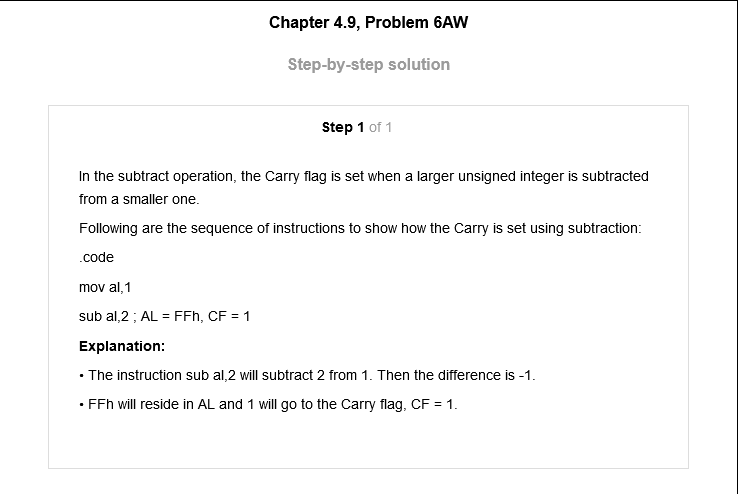 Chapter 4.9, Problem 6AW
Step-by-step solution
Step 1 of 1
In the subtract operation, the Carry flag is set when a larger unsigned integer is subtracted
from a smaller one.
Following are the sequence of instructions to show how the Carry is set using subtraction:
.code
mov al,1
sub al,2 ; AL = FFh, CF = 1
Explanation:
• The instruction sub al,2 will subtract 2 from 1. Then the difference is -1.
• FFh will reside in AL and 1 will go to the Carry flag, CF = 1.